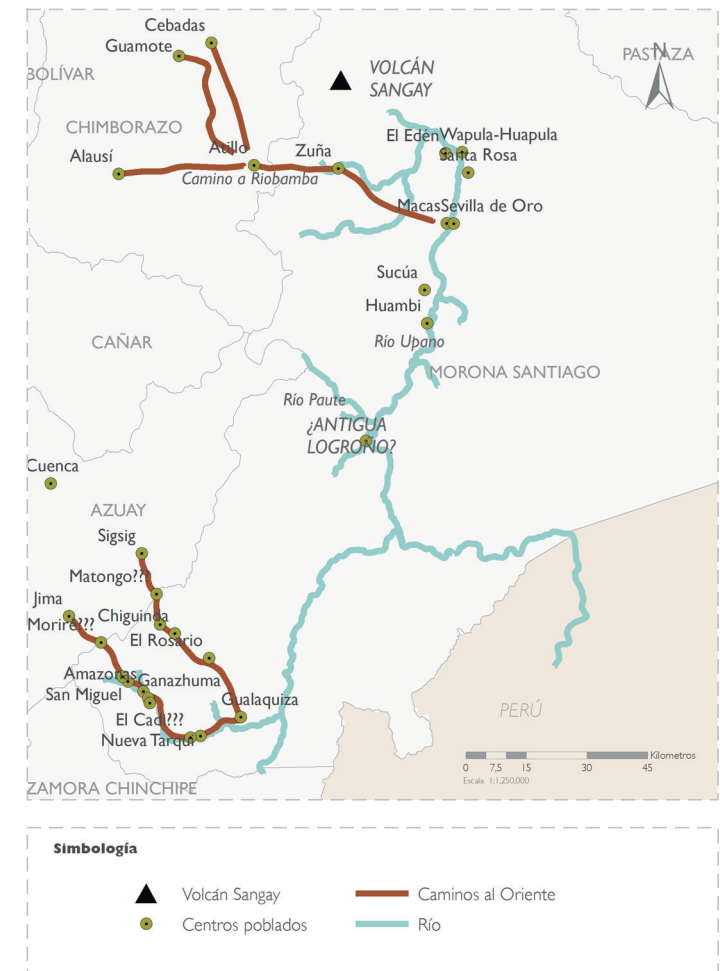 Cebadas
Guamote
N
PASTAZA
BOLÍVAR
VOLCÁN
SANGAY
CHIMBORAZO
El Edén
Wapula-Huapula
Atillo
Zuña
Santa Rosa
Alausí
Camino a Riobamba
Macas
Sevilla de Oro
Sucúa
Huambi
CAÑAR
Río Upano
MORONA SANTIAGO
Río Paute
¿ANTIGUA
LOGROÑO?
Cuenca
AZUAY
Sigsig
Matongo???
Jima
Chiguinda
Morire???
El Rosario
Amazonas
Ganazhuma
San Miguel
Gualaquiza
El Cadi???
PERÚ
Nueva Tarqui
Kilometros
0 7,5 15 30 45
Escala 1:1.250.000
ZAMORA CHINCHIPE
Simbología
Volcán Sangay
Caminos al Oriente
Centros poblados
Río